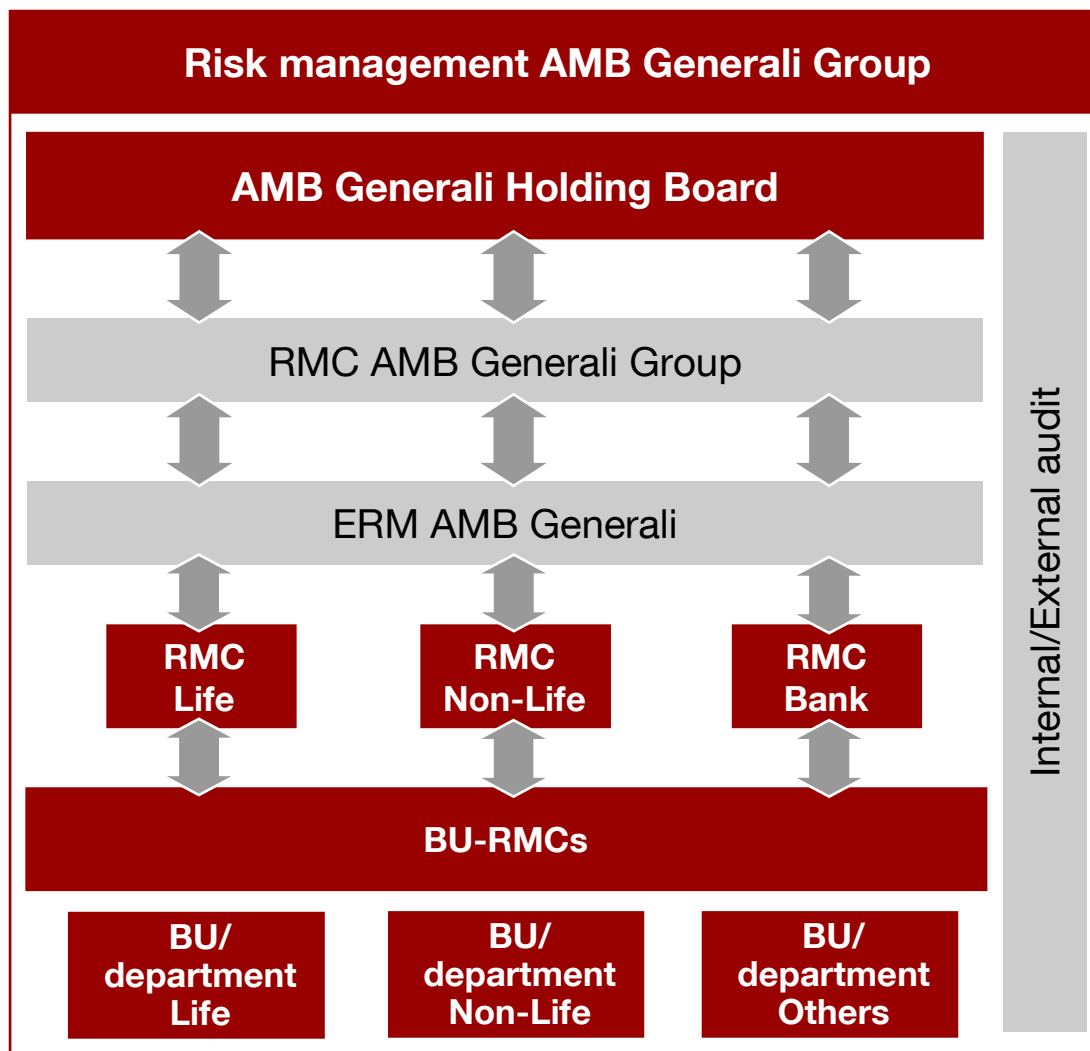 Risk management AMB Generali Group
AMB Generali Holding Board
RMC AMB Generali Group
ERM AMB Generali
RMC
Life
RMC
Non-Life
RMC
Bank
BU-RMCs
BU/
department
Life
BU/
department
Non-Life
BU/
department
Others
Internal/External audit